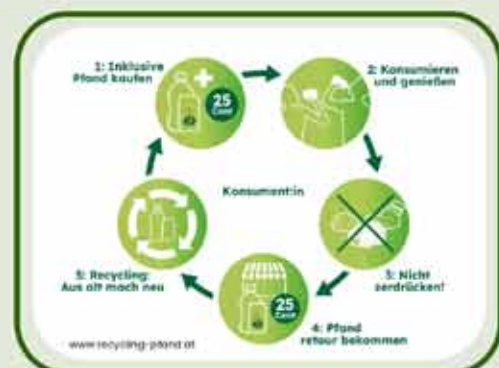 1: Inklusive
Pfand kaufen
25
Cent
2: Konsumieren
und genießen
Konsument:in
3: Nicht
zerdrücken!
25
Cent
4: Pfand
retour bekommen
5: Recycling:
Aus alt mach neu
www.recycling-pfand.at